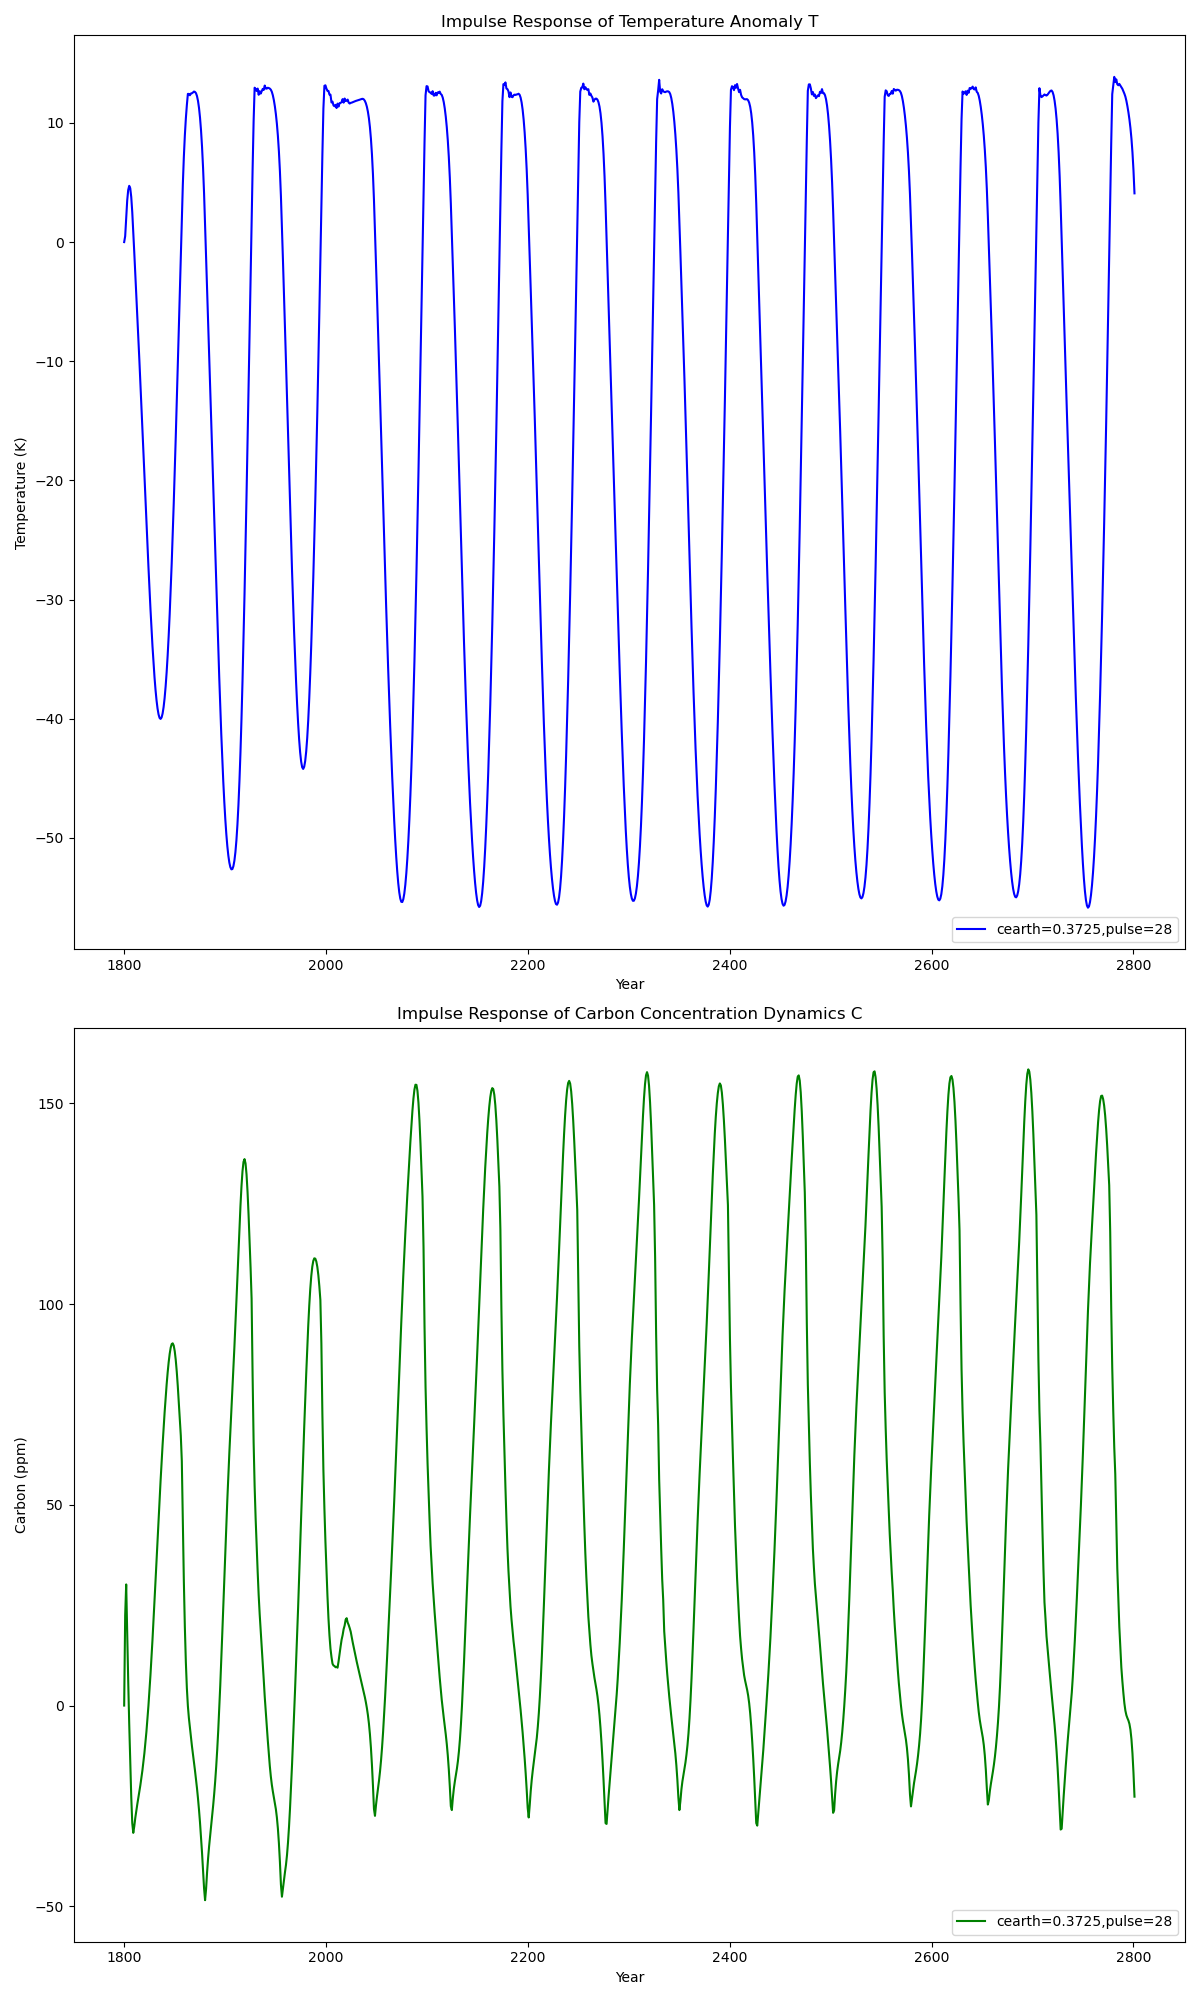 Impulse Response of Temperature Anomaly T
Temperature (K)
10
0
−10
−20
−30
−40
−50
cearth=0.3725,pulse=28
1800 2000 2200 2400 2600 2800
Year
Impulse Response of Carbon Concentration Dynamics C
Carbon (ppm)
150
100
50
0
−50
cearth=0.3725,pulse=28
1800 2000 2200 2400 2600 2800
Year